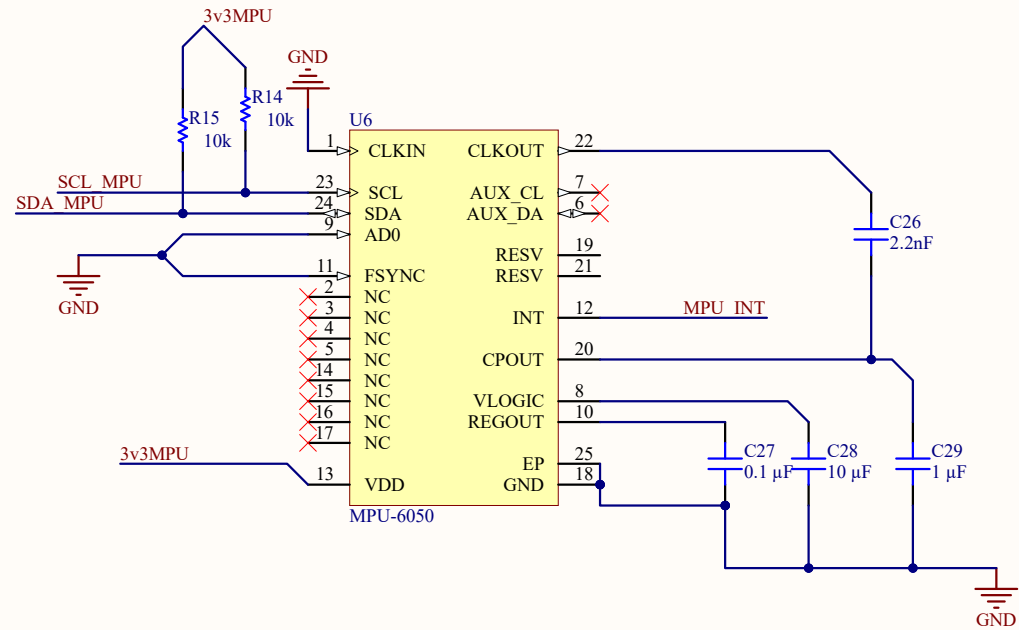 3v3MPU
GND
R15
10k
R14
10k
U6
1 CLKIN CLKOUT 22
SCL_MPU 23 SCL AUX_CL 7
SDA_MPU 24 SDA AUX_DA 6
9 AD0
C26
2.2nF
RESV 19
11 FSYNC RESV 21
GND
2 NC
3 NC INT 12 MPU_INT
4 NC
5 NC CPOUT 20
14 NC
15 NC VLOGIC 8
16 NC REGOUT 10
17 NC
3v3MPU
C27
0.1 µF
C28
10 µF
C29
1 µF
EP 25
13 VDD GND 18
MPU-6050
GND